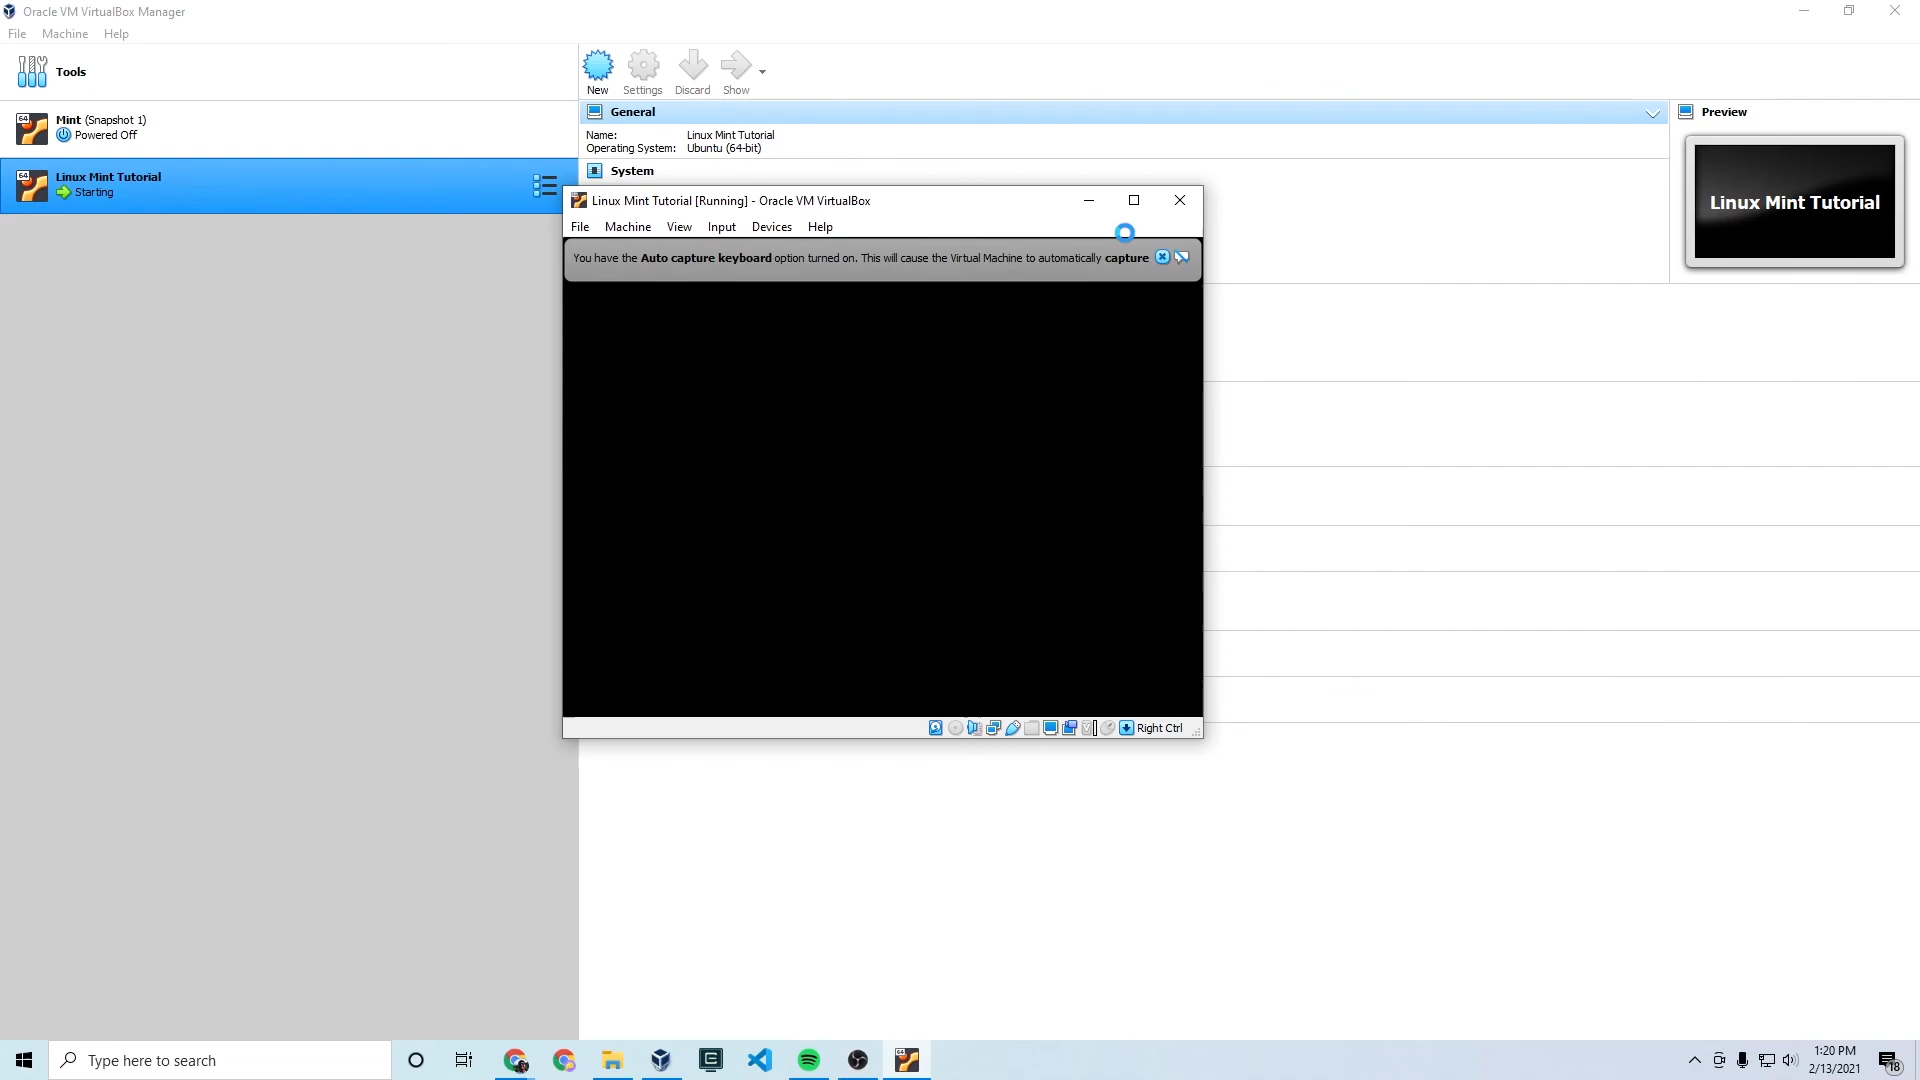 Oracle VM VirtualBox Manager
File Machine Help
Tools
New Settings Discard Show
64 Mint (Snapshot 1)
Powered Off
64 Linux Mint Tutorial
Starting
General
Name: Linux Mint Tutorial
Operating System: Ubuntu (64-bit)
System
Preview
Linux Mint Tutorial
Linux Mint Tutorial [Running] - Oracle VM VirtualBox
File Machine View Input Devices Help
You have the Auto capture keyboard option turned on. This will cause the Virtual Machine to automatically capture
Right Ctrl
Type here to search
1:20 PM
2/13/2021
18